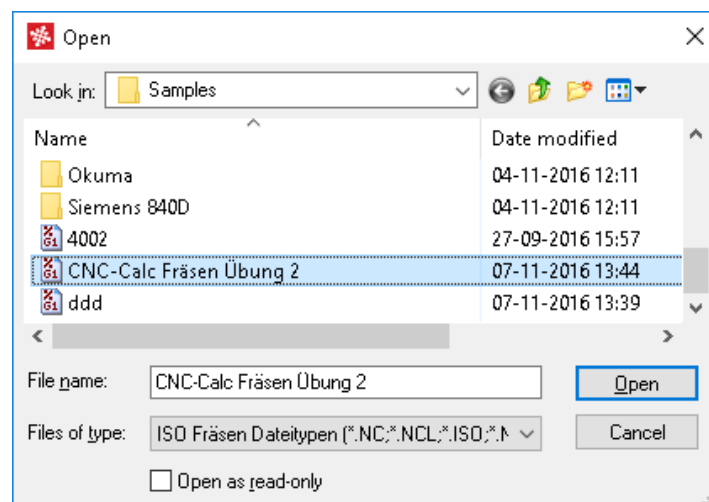 Open
Look in: Samples
Name Date modified
Okuma 04-11-2016 12:11
Siemens 840D 04-11-2016 12:11
4002 27-09-2016 15:57
CNC-Calc Fräsen Übung 2 07-11-2016 13:44
ddd 07-11-2016 13:39
File name: CNC-Calc Fräsen Übung 2 Open
Files of type: ISO Fräsen Dateitypen (*.NC;*.NCL;*.ISO;*.N Cancel
Open as read-only